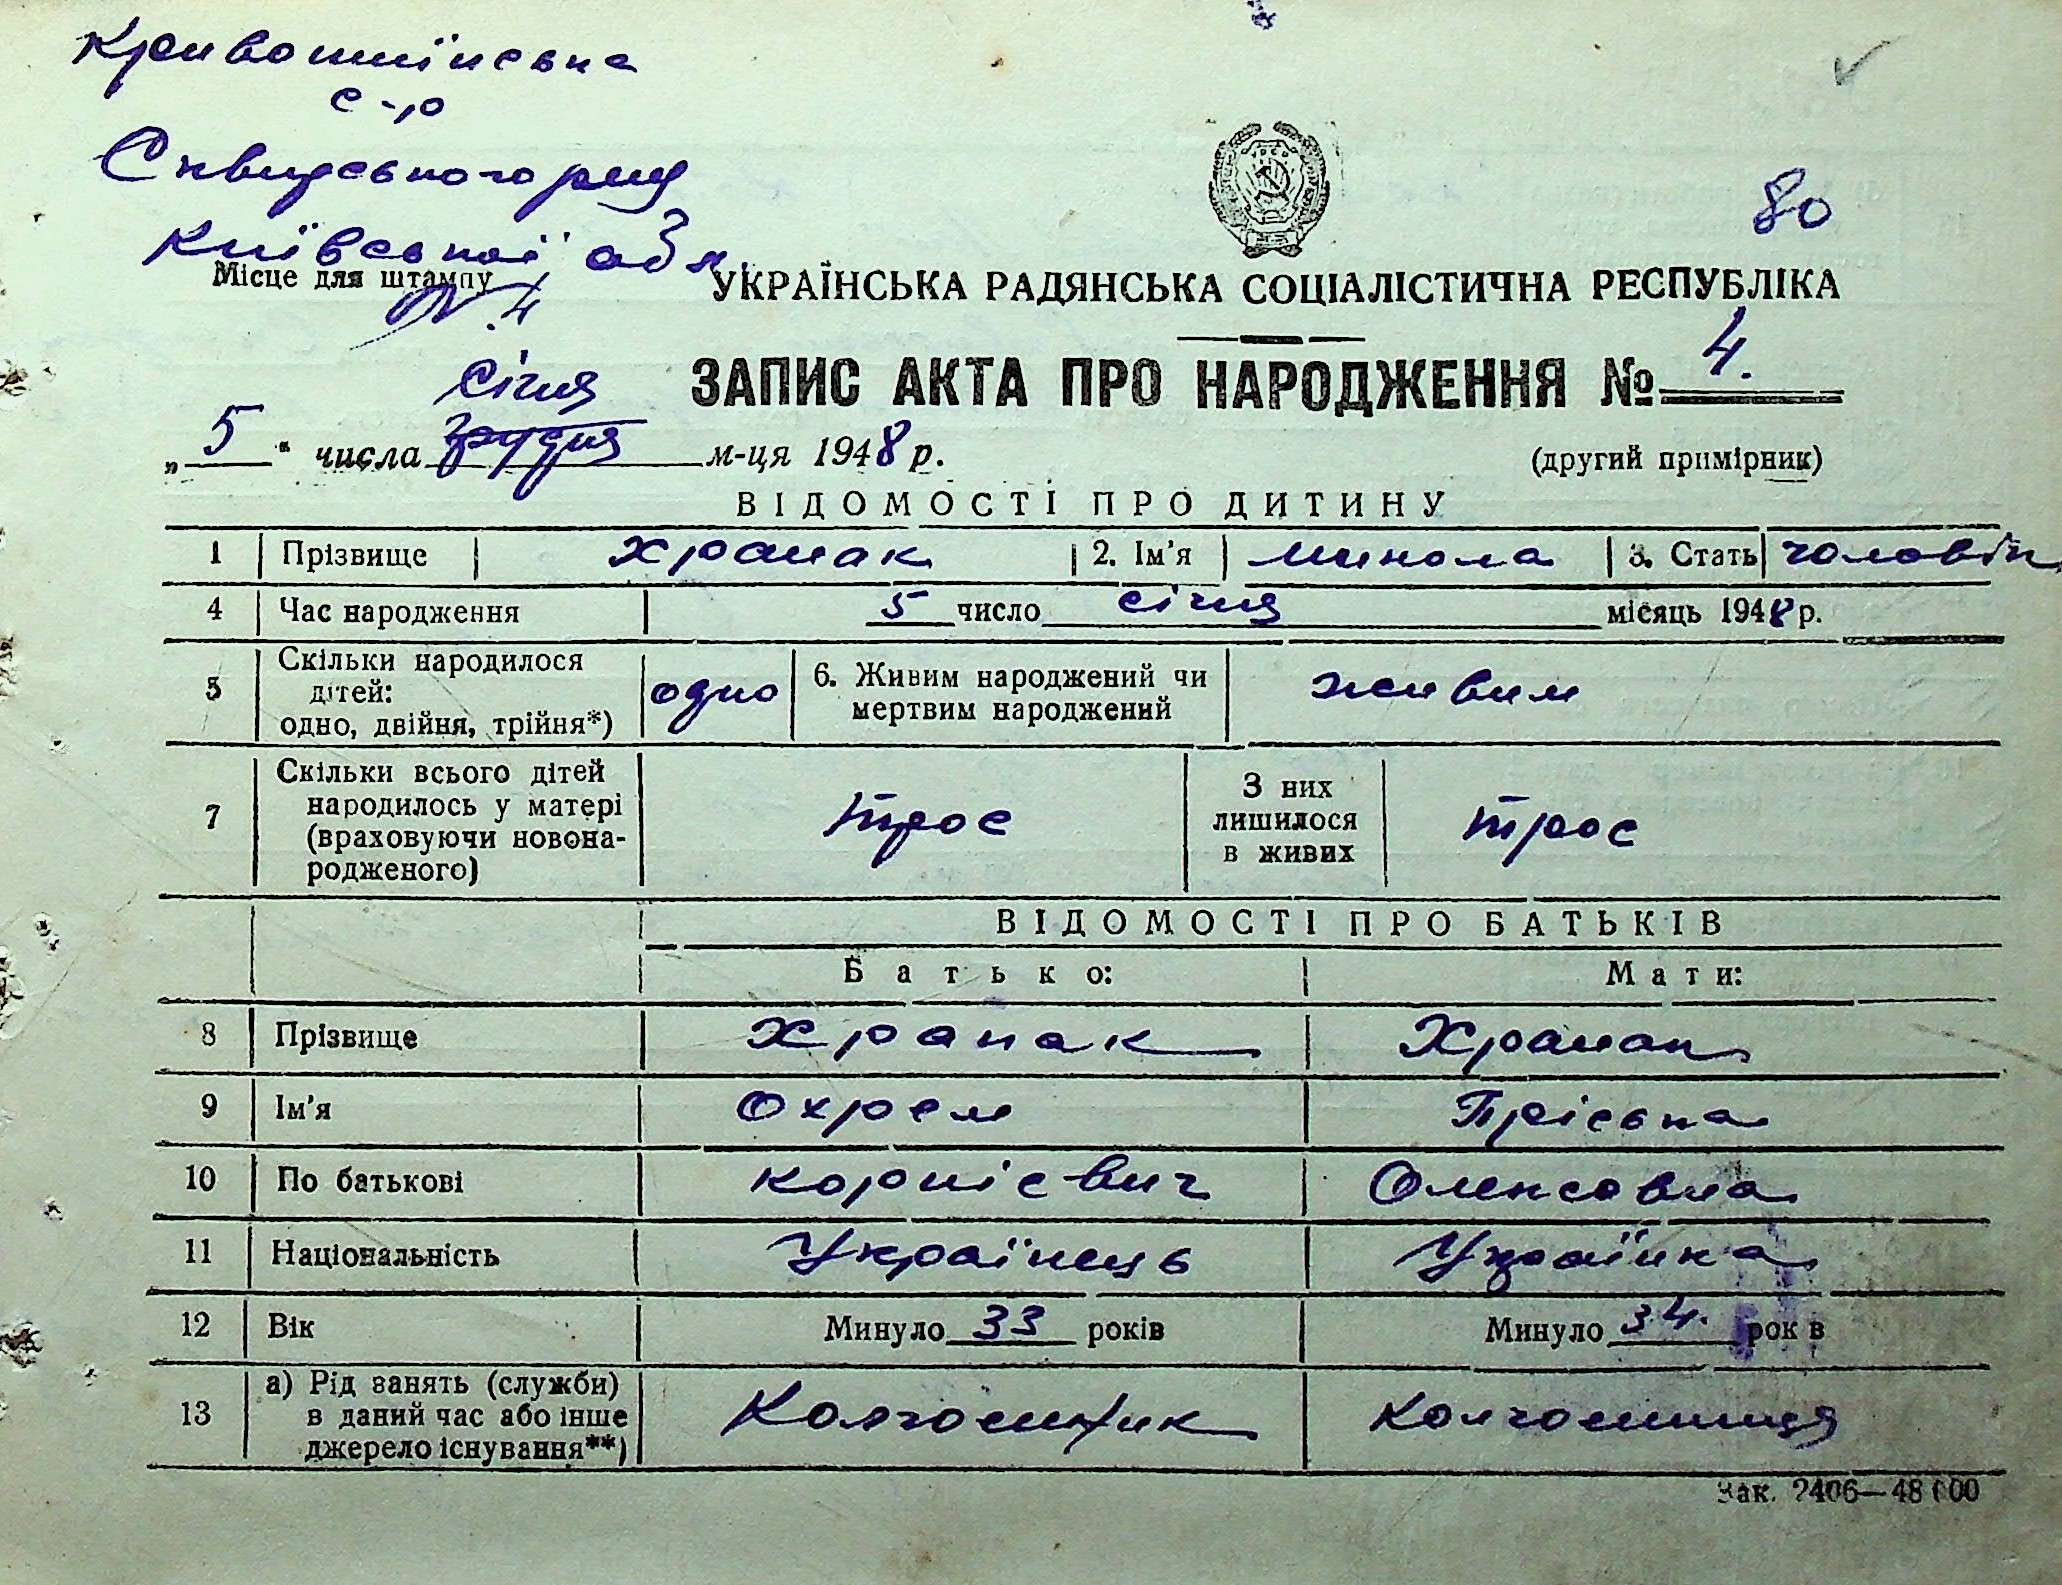 Кривошиївська
с-р
Сквирського р-ну
Київської обл.
Місце для штампу
№ 4
80
УКРАЇНСЬКА РАДЯНСЬКА СОЦІАЛІСТИЧНА РЕСПУБЛІКА
ЗАПИС АКТА ПРО НАРОДЖЕННЯ № 4.
січня
„5“ числа грудня м-ця 1948 р.
(другий примірник)
ВІДОМОСТІ ПРО ДИТИНУ
1 Прізвище Храпак 2. Ім'я Микола 3. Стать чоловік
4 Час народження 5 число січня місяць 1948 р.
5 Скільки народилося дітей: одно, двійня, трійня*) одно 6. Живим народжений чи мертвим народжений живим
7 Скільки всього дітей народилось у матері (враховуючи новонародженого) троє З них лишилося в живих троє
ВІДОМОСТІ ПРО БАТЬКІВ
Батько: Мати:
8 Прізвище Храпак Храпак
9 Ім'я Охрем Пріська
10 По батькові Корнієвич Олексовна
11 Національність Українець Українка
12 Вік Минуло 33 років Минуло 34. рок в
13 а) Рід занять (служби) в даний час або інше джерело існування**) Колгоспник Колгоспниця
Зак. 2406—48 000